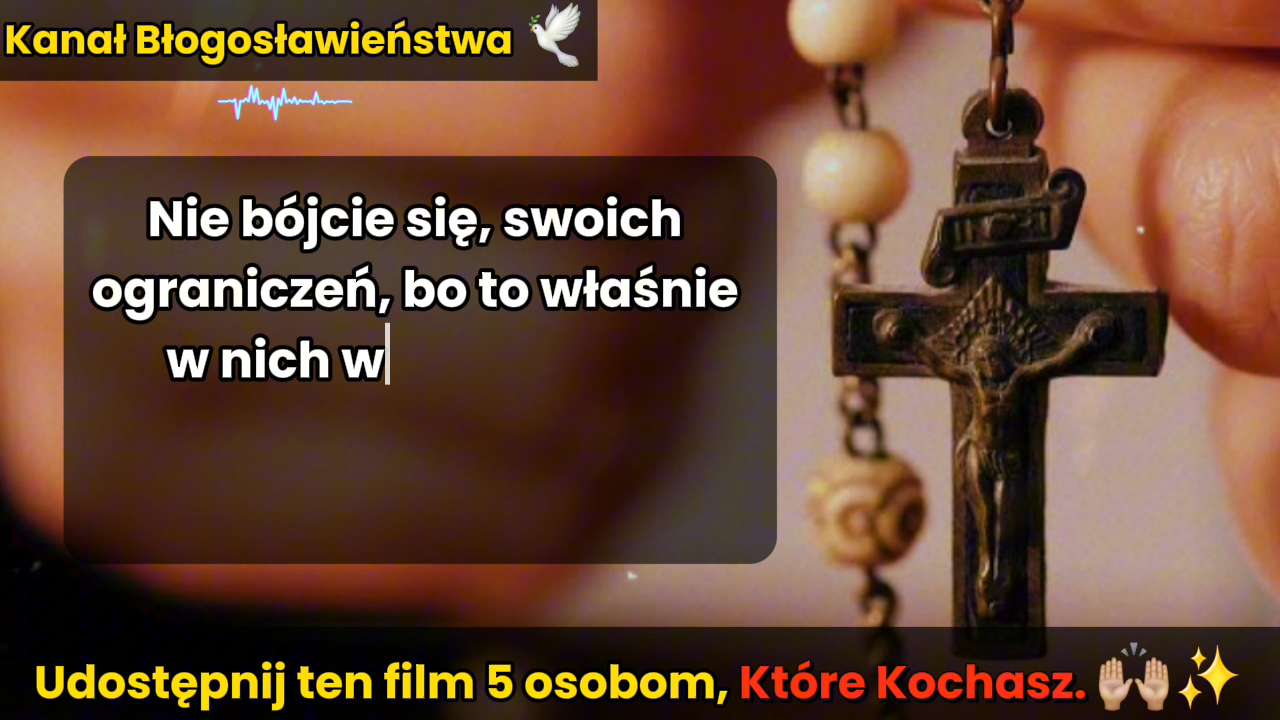 Kanał Błogosławieństwa 🕊️
Nie bójcie się, swoich
ograniczeń, bo to właśnie
w nich w
Udostępnij ten film 5 osobom, Które Kochasz. 🙌🏼✨